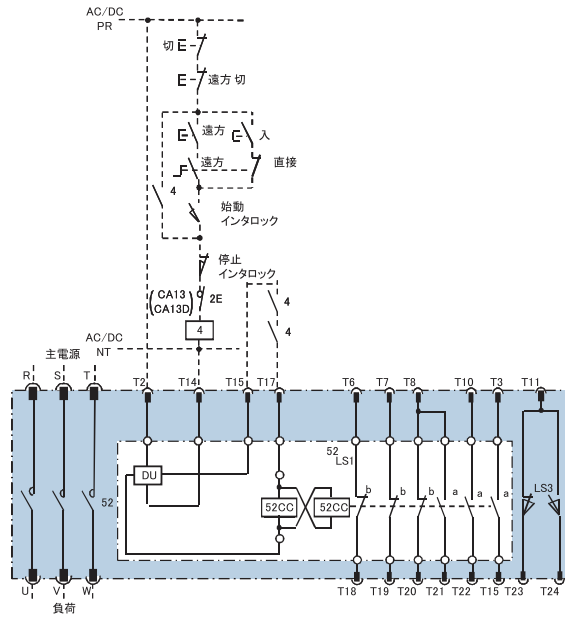 AC/DC
PR
切
遠方 切
遠方
入
遠方
直接
4
始動
インタロック
停止
インタロック
(CA13
CA13D)
2E
4
4
4
AC/DC
NT
主電源
R S T
T2 T14 T15 T17 T6 T7 T8 T10 T3 T11
52
LS1
DU
52
52CC
52CC
b b b a a a
LS3
U V W
T18 T19 T20 T21 T22 T15 T23 T24
負荷